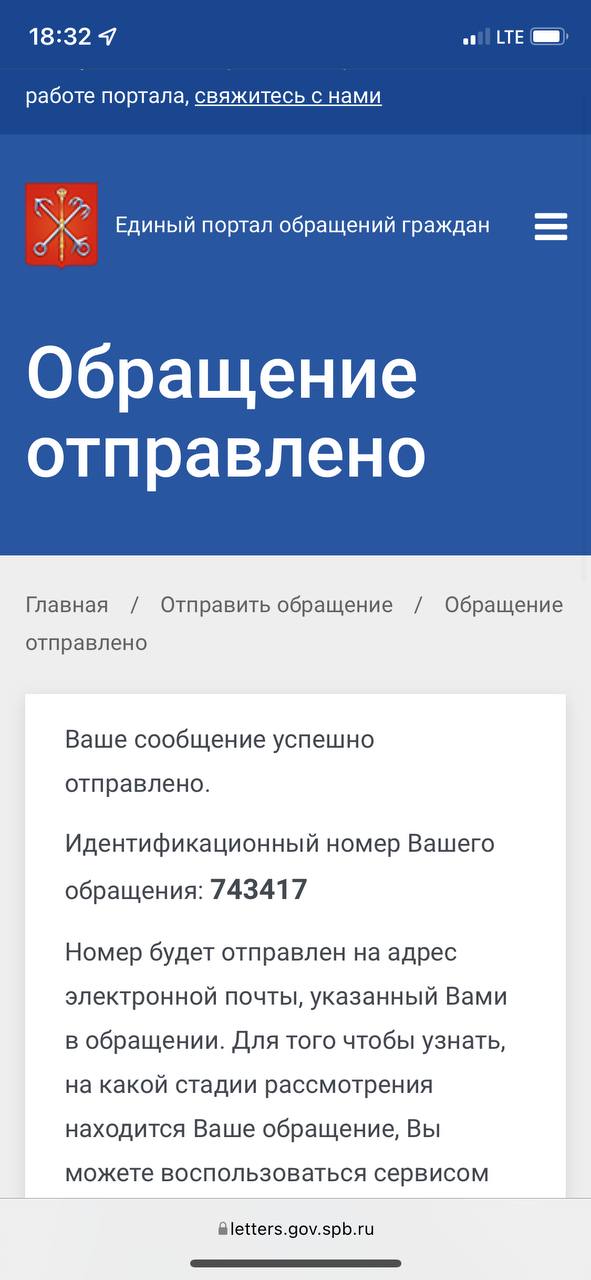 18:32
LTE
работе портала, свяжитесь с нами
Единый портал обращений граждан
Обращение
отправлено
Главная / Отправить обращение / Обращение
отправлено
Ваше сообщение успешно
отправлено.
Идентификационный номер Вашего
обращения: 743417
Номер будет отправлен на адрес
электронной почты, указанный Вами
в обращении. Для того чтобы узнать,
на какой стадии рассмотрения
находится Ваше обращение, Вы
можете воспользоваться сервисом
letters.gov.spb.ru